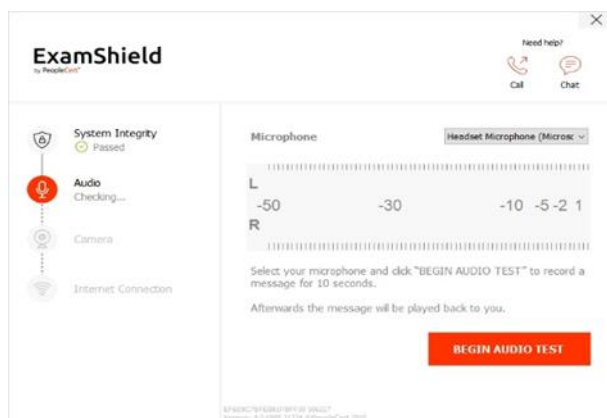 ExamShield
by PeopleCert
Need help?
Call
Chat
System Integrity
Passed
Audio
Checking...
Camera
Internet Connection
Microphone
Headset Microphone (Microsc
L
-50 -30 -10 -5 -2 1
R
Select your microphone and click "BEGIN AUDIO TEST" to record a
message for 10 seconds.
Afterwards the message will be played back to you.
BEGIN AUDIO TEST